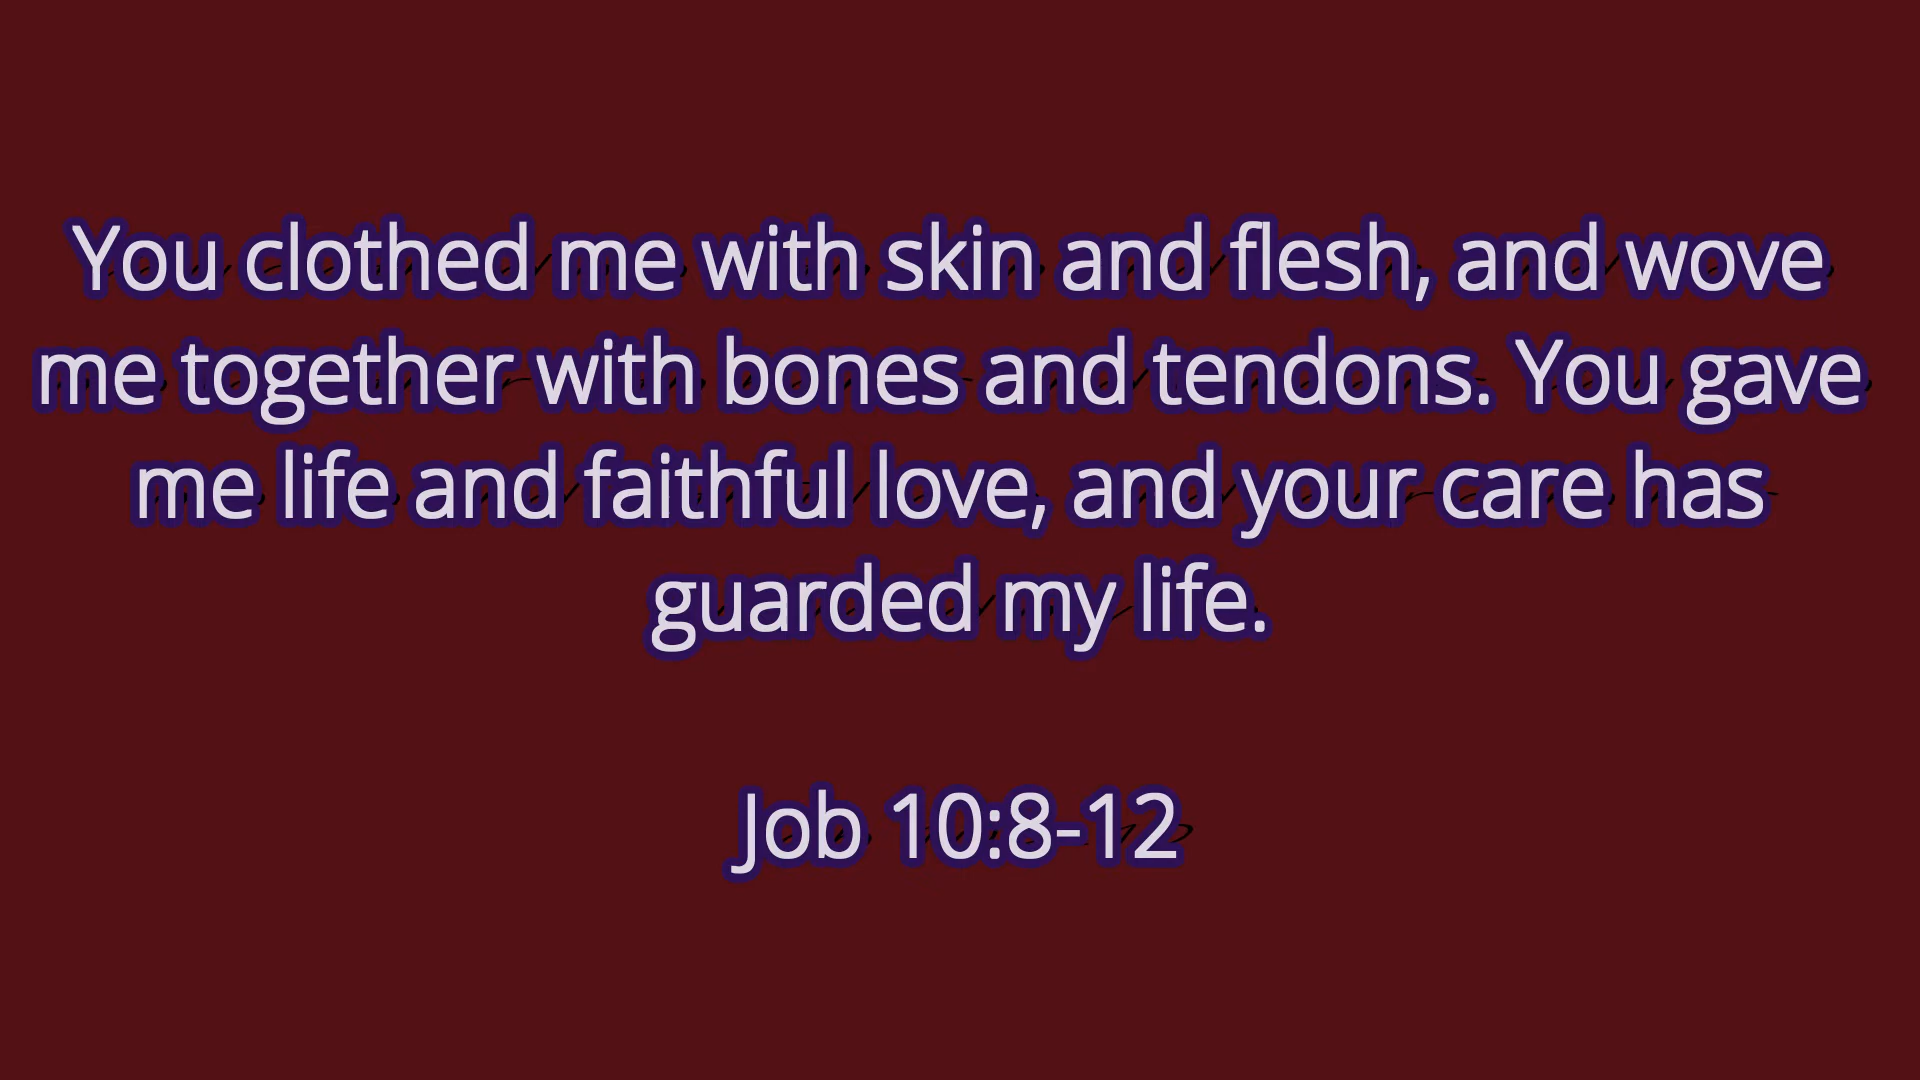 You clothed me with skin and flesh, and wove
me together with bones and tendons. You gave
me life and faithful love, and your care has
guarded my life.
Job 10:8-12